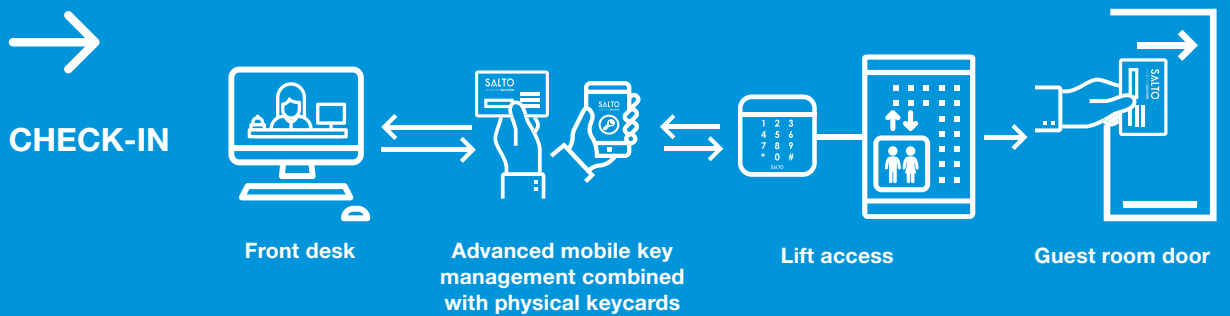 CHECK-IN
SALTO
SALTO
1 2 3
4 5 6
7 8 9
* 0 #
SALTO
SALTO
Front desk
Advanced mobile key
management combined
with physical keycards
Lift access
Guest room door